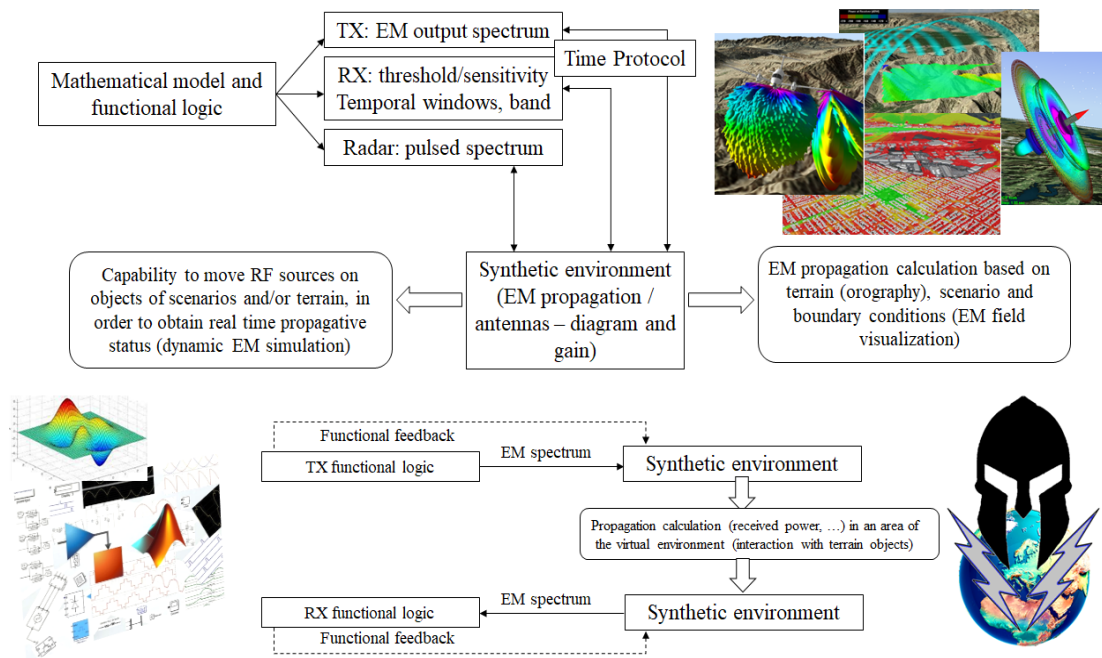 TX: EM output spectrum
Time Protocol
Mathematical model and
functional logic
RX: threshold/sensitivity
Temporal windows, band
Radar: pulsed spectrum
Capability to move RF sources on
objects of scenarios and/or terrain, in
order to obtain real time propagative
status (dynamic EM simulation)
Synthetic environment
(EM propagation /
antennas – diagram and
gain)
EM propagation calculation based on
terrain (orography), scenario and
boundary conditions (EM field
visualization)
Functional feedback
TX functional logic
EM spectrum
Synthetic environment
Propagation calculation (received power, …) in an area of
the virtual environment (interaction with terrain objects)
RX functional logic
EM spectrum
Synthetic environment
Functional feedback